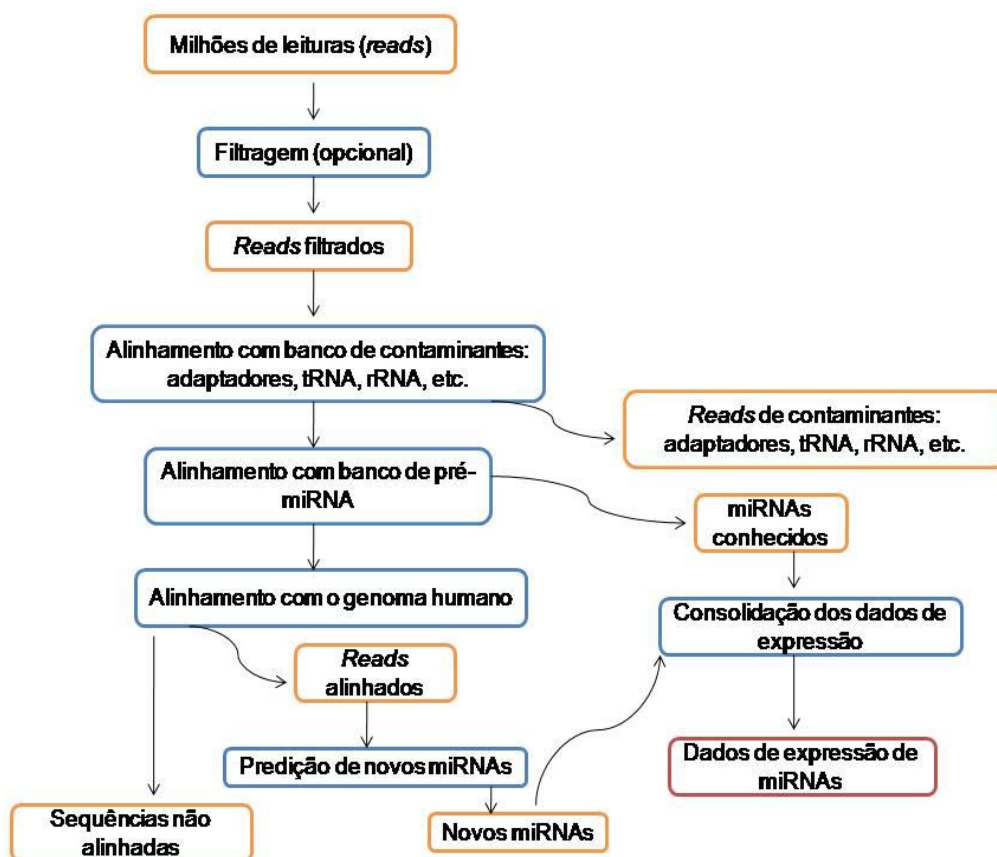 Milhões de leituras (reads)
Filtragem (opcional)
Reads filtrados
Alinhamento com banco de contaminantes:
adaptadores, tRNA, rRNA, etc.
Reads de contaminantes:
adaptadores, tRNA, rRNA, etc.
Alinhamento com banco de pré-
miRNA
miRNAs
conhecidos
Alinhamento com o genoma humano
Consolidação dos dados de
expressão
Reads
alinhados
Predição de novos miRNAs
Dados de expressão de
miRNAs
Sequências não
alinhadas
Novos miRNAs